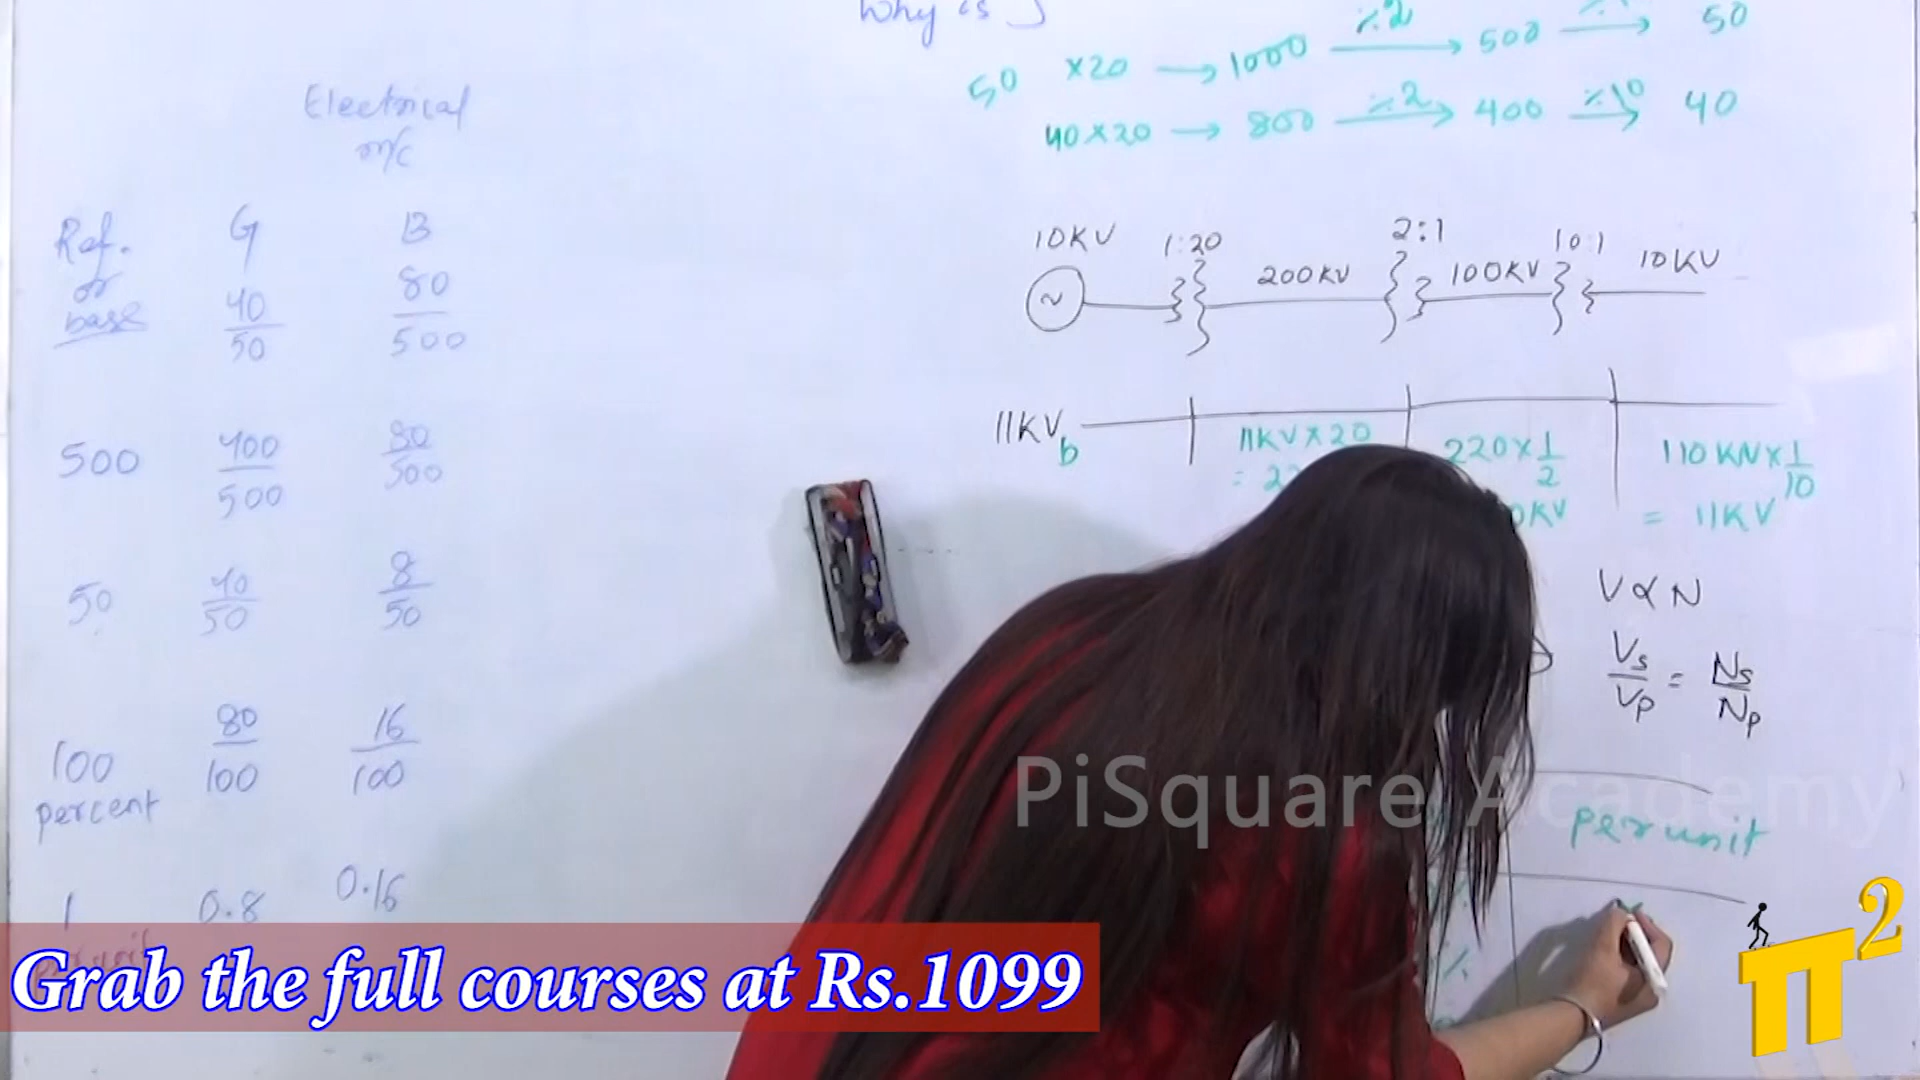 Why is
50 ×20 → 1000 ÷2 → 500 → 50
40×20 → 800 ÷2 → 400 ÷10 → 40
Electrical
m/c
Ref. or base
G
40/50
B
80/500
500
400/500
80/500
50
40/50
8/50
100 percent
80/100
16/100
1
0.8
0.16
10KV
1:20
200KV
2:1
100KV
10:1
10KV
~
11KVb
11KV×20
220×1/2
110KN×1/10
= 11KV
V∝N
Vs/Vp = Ns/Np
per unit
PiSquare Academy
Grab the full courses at Rs.1099
π2